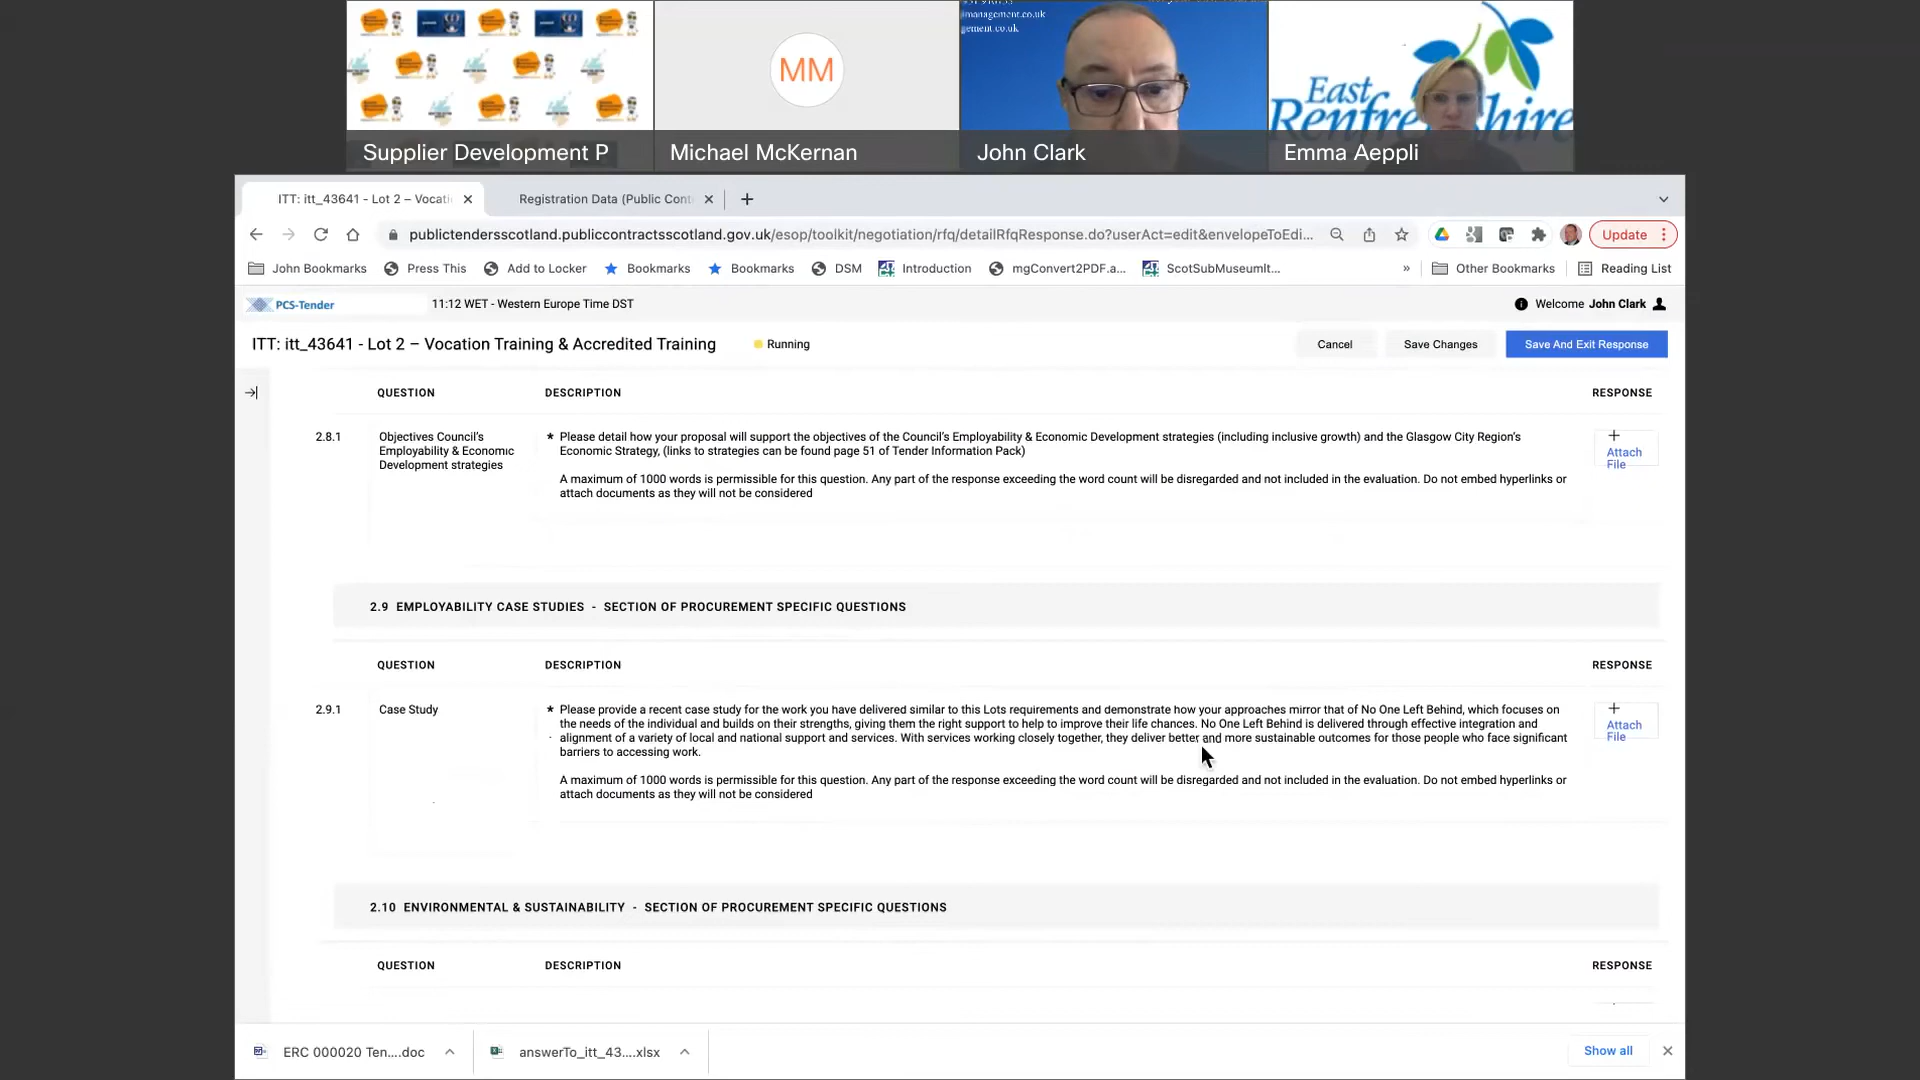 management.co.uk
gement.co.uk
MM
East
Renfrewshire
Supplier Development P
Michael McKernan
John Clark
Emma Aeppli
ITT: itt_43641 - Lot 2 – Vocati
Registration Data (Public Cont
publictendersscotland.publiccontractsscotland.gov.uk/esop/toolkit/negotiation/rfq/detailRfqResponse.do?userAct=edit&envelopeToEdi...
Update
John Bookmarks
Press This
Add to Locker
Bookmarks
Bookmarks
DSM
Introduction
mgConvert2PDF.a...
ScotSubMuseumIt...
»
Other Bookmarks
Reading List
PCS-Tender
11:12 WET - Western Europe Time DST
Welcome John Clark
ITT: itt_43641 - Lot 2 – Vocation Training & Accredited Training
Running
Cancel
Save Changes
Save And Exit Response
QUESTION
DESCRIPTION
RESPONSE
2.8.1
Objectives Council's
Employability & Economic
Development strategies
* Please detail how your proposal will support the objectives of the Council's Employability & Economic Development strategies (including inclusive growth) and the Glasgow City Region's
Economic Strategy, (links to strategies can be found page 51 of Tender Information Pack)
A maximum of 1000 words is permissible for this question. Any part of the response exceeding the word count will be disregarded and not included in the evaluation. Do not embed hyperlinks or
attach documents as they will not be considered
+
Attach
File
2.9 EMPLOYABILITY CASE STUDIES - SECTION OF PROCUREMENT SPECIFIC QUESTIONS
QUESTION
DESCRIPTION
RESPONSE
2.9.1
Case Study
* Please provide a recent case study for the work you have delivered similar to this Lots requirements and demonstrate how your approaches mirror that of No One Left Behind, which focuses on
the needs of the individual and builds on their strengths, giving them the right support to help to improve their life chances. No One Left Behind is delivered through effective integration and
alignment of a variety of local and national support and services. With services working closely together, they deliver better and more sustainable outcomes for those people who face significant
barriers to accessing work.
A maximum of 1000 words is permissible for this question. Any part of the response exceeding the word count will be disregarded and not included in the evaluation. Do not embed hyperlinks or
attach documents as they will not be considered
+
Attach
File
2.10 ENVIRONMENTAL & SUSTAINABILITY - SECTION OF PROCUREMENT SPECIFIC QUESTIONS
QUESTION
DESCRIPTION
RESPONSE
ERC 000020 Ten....doc
answerTo_itt_43....xlsx
Show all